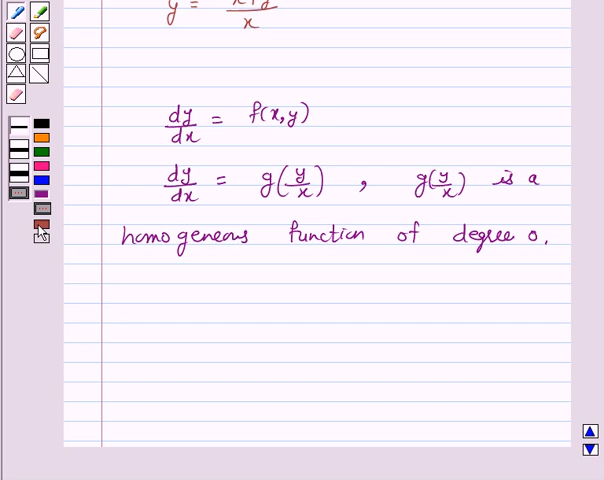 y' = x+y / x
dy/dx = f(x,y)
dy/dx = g(y/x) , g(y/x) is a
homogeneous function of degree 0.